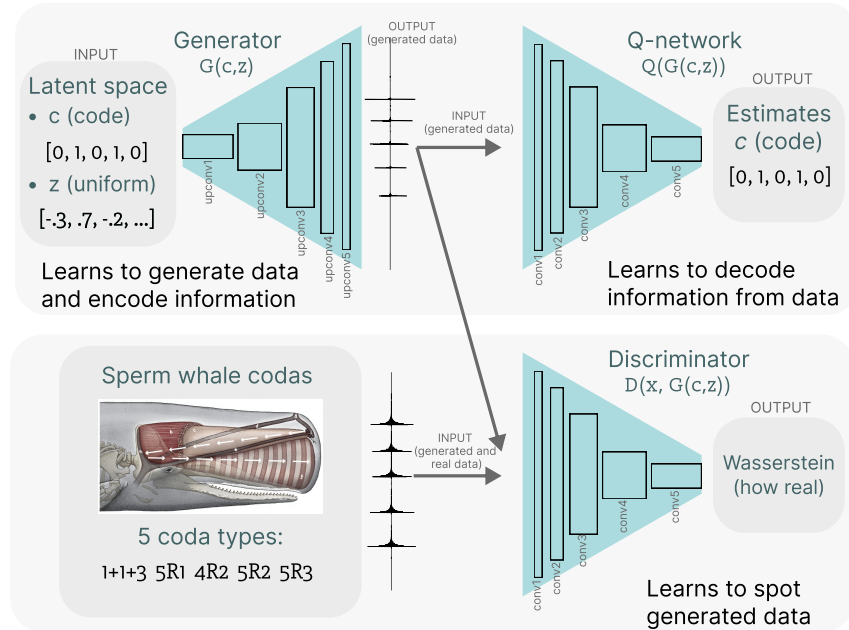 INPUT
Latent space
• c (code)
[0, 1, 0, 1, 0]
• z (uniform)
[-.3, .7, -.2, ...]
Generator
G(c,z)
upconv1
upconv2
upconv3
upconv4
upconv5
Learns to generate data
and encode information
OUTPUT
(generated data)
INPUT
(generated data)
Q-network
Q(G(c,z))
conv1
conv2
conv3
conv4
conv5
OUTPUT
Estimates
c (code)
[0, 1, 0, 1, 0]
Learns to decode
information from data
Sperm whale codas
5 coda types:
1+1+3 5R1 4R2 5R2 5R3
INPUT
(generated and
real data)
Discriminator
D(x, G(c,z))
conv1
conv2
conv3
conv4
conv5
OUTPUT
Wasserstein
(how real)
Learns to spot
generated data